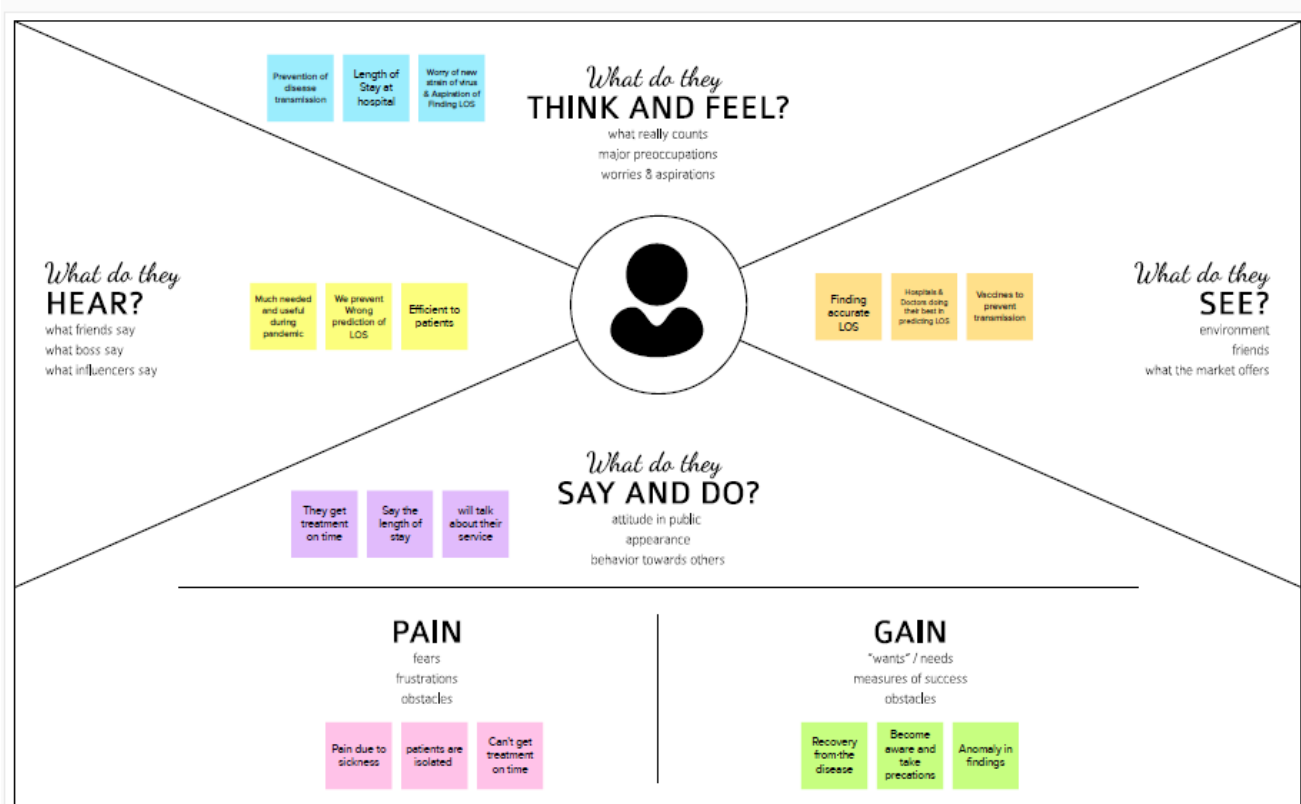 Prevention of
disease
transmission
Length of
Stay at
hospital
Worry of new
strain of virus
& Aspiration of
Finding LOS
What do they
THINK AND FEEL?
what really counts
major preoccupations
worries & aspirations
What do they
HEAR?
what friends say
what boss say
what influencers say
Much needed
and useful
during
pandemic
We prevent
Wrong
prediction of
LOS
Efficient to
patients
Finding
accurate
LOS
Hospitals &
Doctors doing
their best in
predicting LOS
Vaccines to
prevent
transmission
What do they
SEE?
environment
friends
what the market offers
They get
treatment
on time
Say the
length of
stay
will talk
about their
service
What do they
SAY AND DO?
attitude in public
appearance
behavior towards others
PAIN
fears
frustrations
obstacles
Pain due to
sickness
patients are
isolated
Can't get
treatment
on time
GAIN
"wants" / needs
measures of success
obstacles
Recovery
from the
disease
Become
aware and
take
precations
Anomaly in
findings